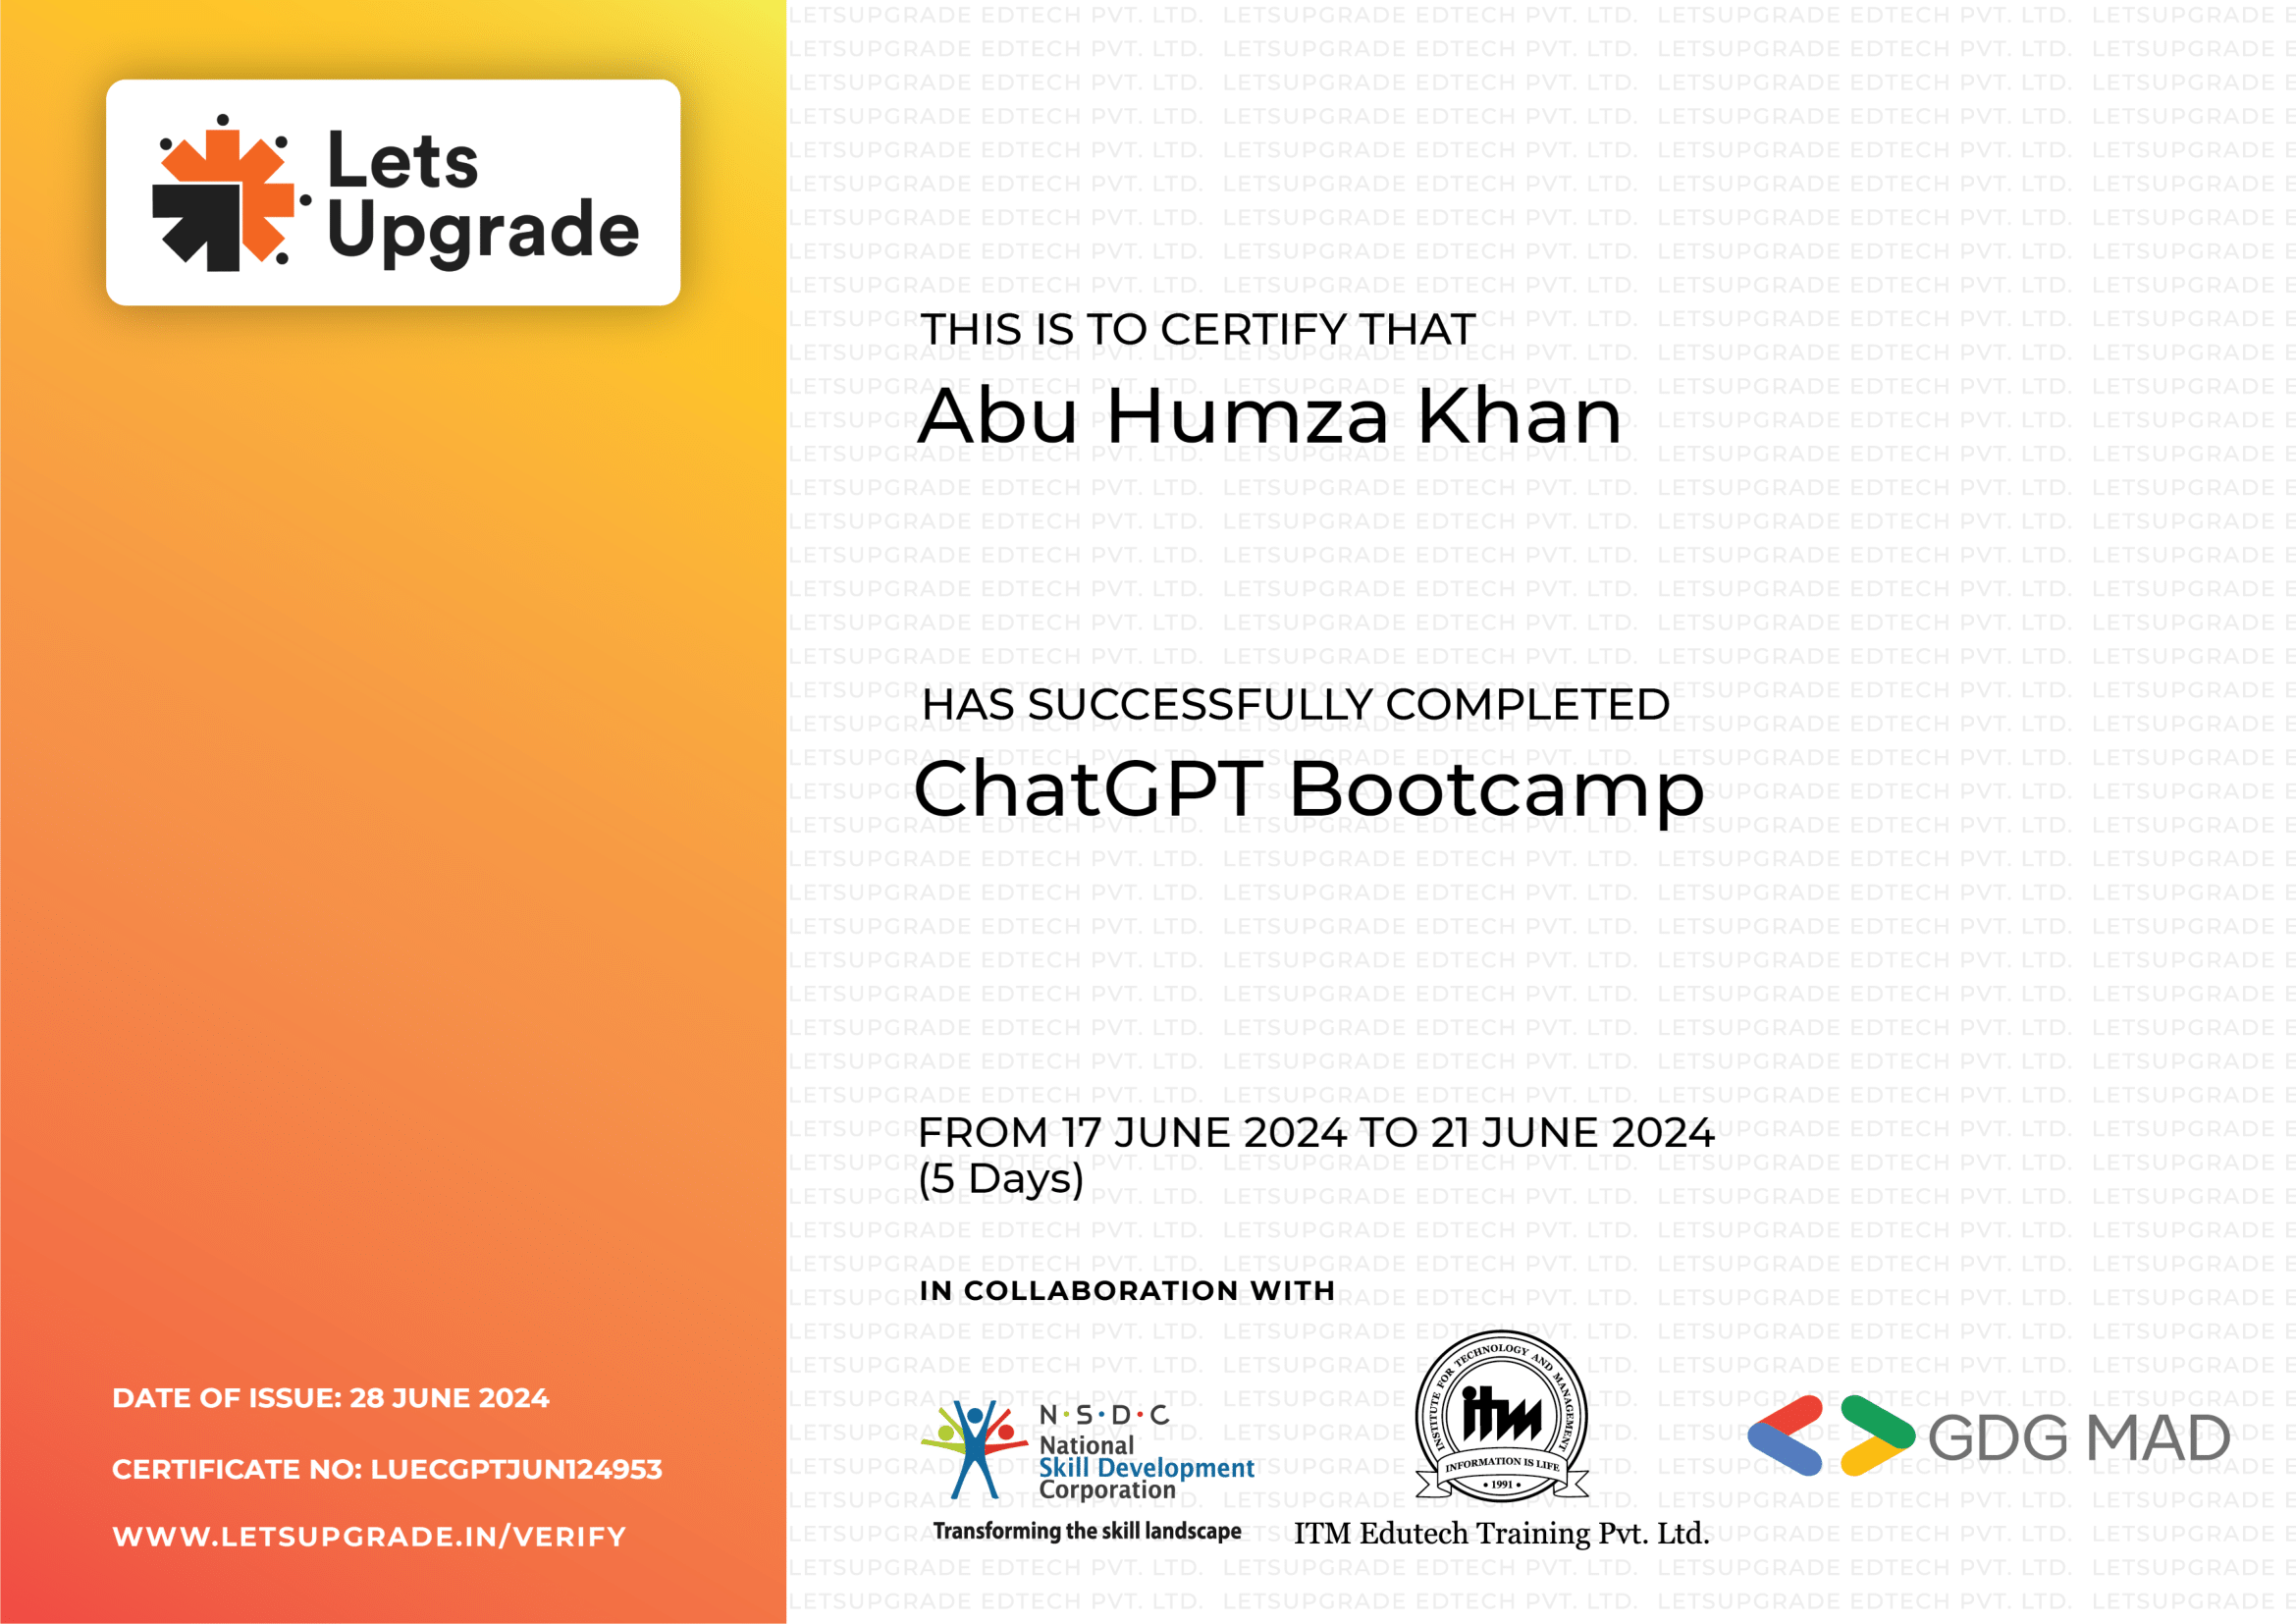 Lets
Upgrade
THIS IS TO CERTIFY THAT
Abu Humza Khan
HAS SUCCESSFULLY COMPLETED
ChatGPT Bootcamp
FROM 17 JUNE 2024 TO 21 JUNE 2024
(5 Days)
IN COLLABORATION WITH
N·S·D·C
National
Skill Development
Corporation
Transforming the skill landscape
INSTITUTE FOR TECHNOLOGY AND MANAGEMENT
itm
INFORMATION IS LIFE
• 1991 •
ITM Edutech Training Pvt. Ltd.
GDG MAD
DATE OF ISSUE: 28 JUNE 2024
CERTIFICATE NO: LUECGPTJUN124953
WWW.LETSUPGRADE.IN/VERIFY
LETSUPGRADE EDTECH PVT. LTD.